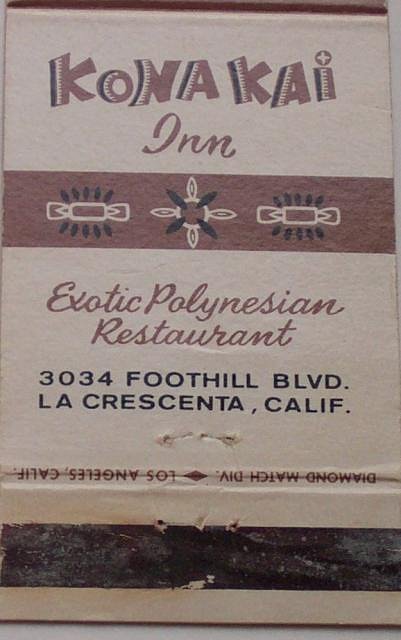 KONA KAI
Inn
Exotic Polynesian
Restaurant
3034 FOOTHILL BLVD.
LA CRESCENTA, CALIF.
DIAMOND MATCH DIV. ♦ LOS ANGELES, CALIF.